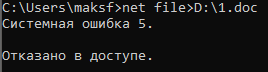 C:\Users\maksf>net file>D:\1.doc
Системная ошибка 5.
Отказано в доступе.